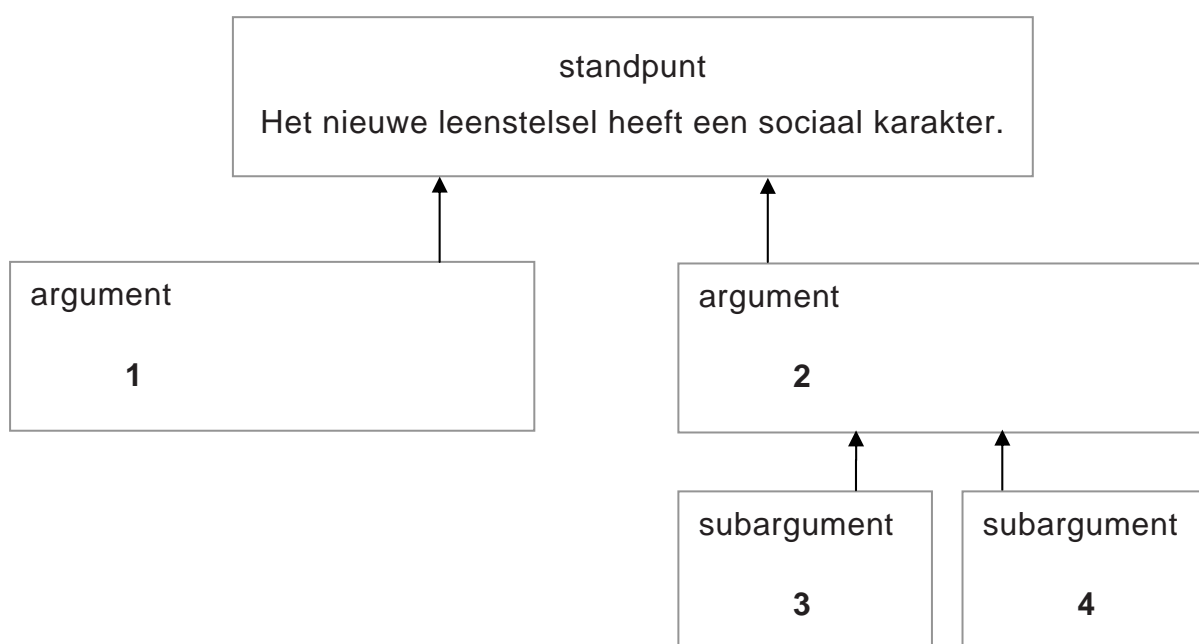 standpunt
Het nieuwe leenstelsel heeft een sociaal karakter.
argument
1
argument
2
subargument
3
subargument
4